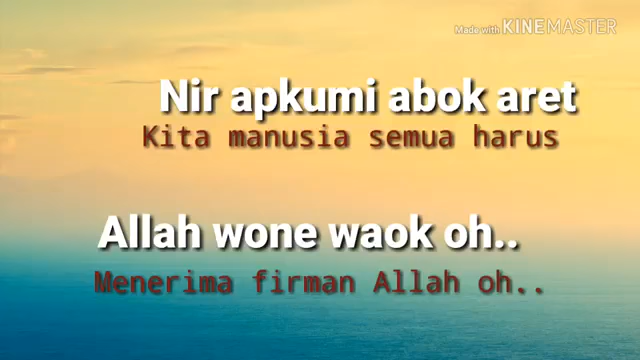 Made with KINEMASTER
Nir apkumi abok aret
Kita manusia semua harus
Allah wone waok oh..
Menerima firman Allah oh..